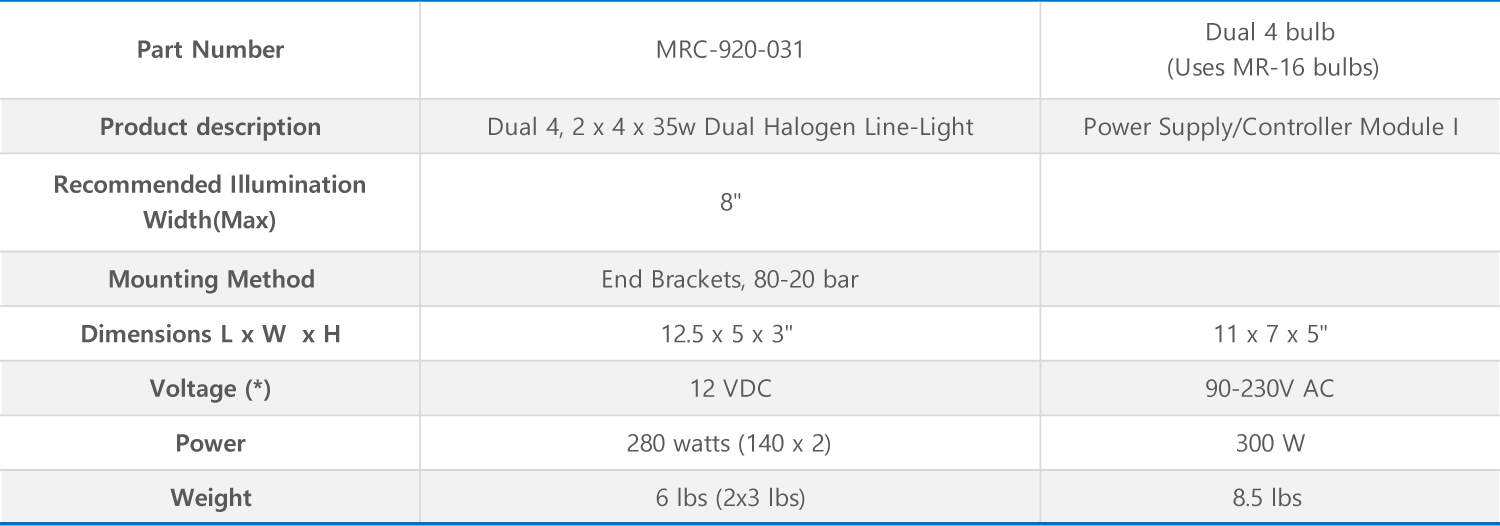 Part Number
MRC-920-031
Dual 4 bulb
(Uses MR-16 bulbs)
Product description
Dual 4, 2 x 4 x 35w Dual Halogen Line-Light
Power Supply/Controller Module I
Recommended Illumination
Width(Max)
8"
Mounting Method
End Brackets, 80-20 bar
Dimensions L x W  x H
12.5 x 5 x 3"
11 x 7 x 5"
Voltage (*)
12 VDC
90-230V AC
Power
280 watts (140 x 2)
300 W
Weight
6 lbs (2x3 lbs)
8.5 lbs